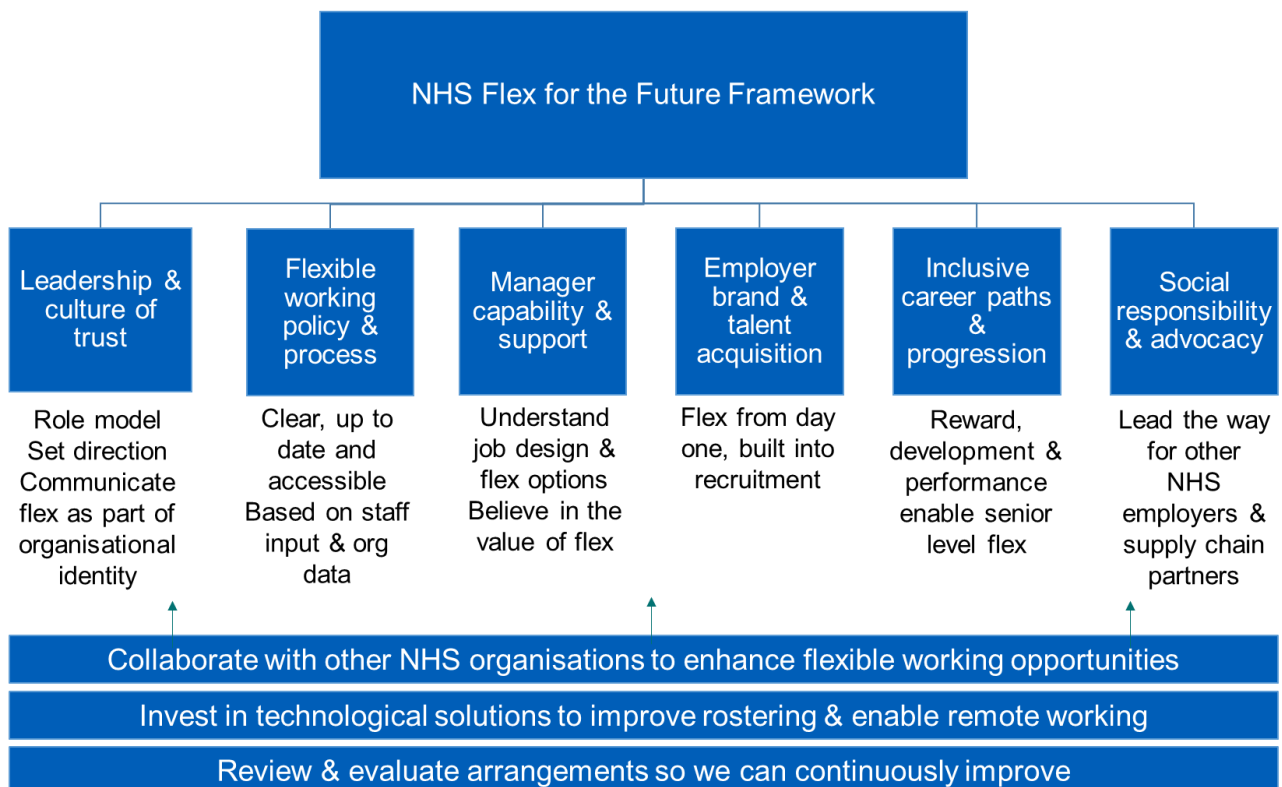 NHS Flex for the Future Framework
Leadership &
culture of
trust
Flexible
working
policy &
process
Manager
capability &
support
Employer
brand &
talent
acquisition
Inclusive
career paths
&
progression
Social
responsibility
& advocacy
Role model
Set direction
Communicate
flex as part of
organisational
identity
Clear, up to
date and
accessible
Based on staff
input & org
data
Understand
job design &
flex options
Believe in the
value of flex
Flex from day
one, built into
recruitment
Reward,
development &
performance
enable senior
level flex
Lead the way
for other
NHS
employers &
supply chain
partners
Collaborate with other NHS organisations to enhance flexible working opportunities
Invest in technological solutions to improve rostering & enable remote working
Review & evaluate arrangements so we can continuously improve